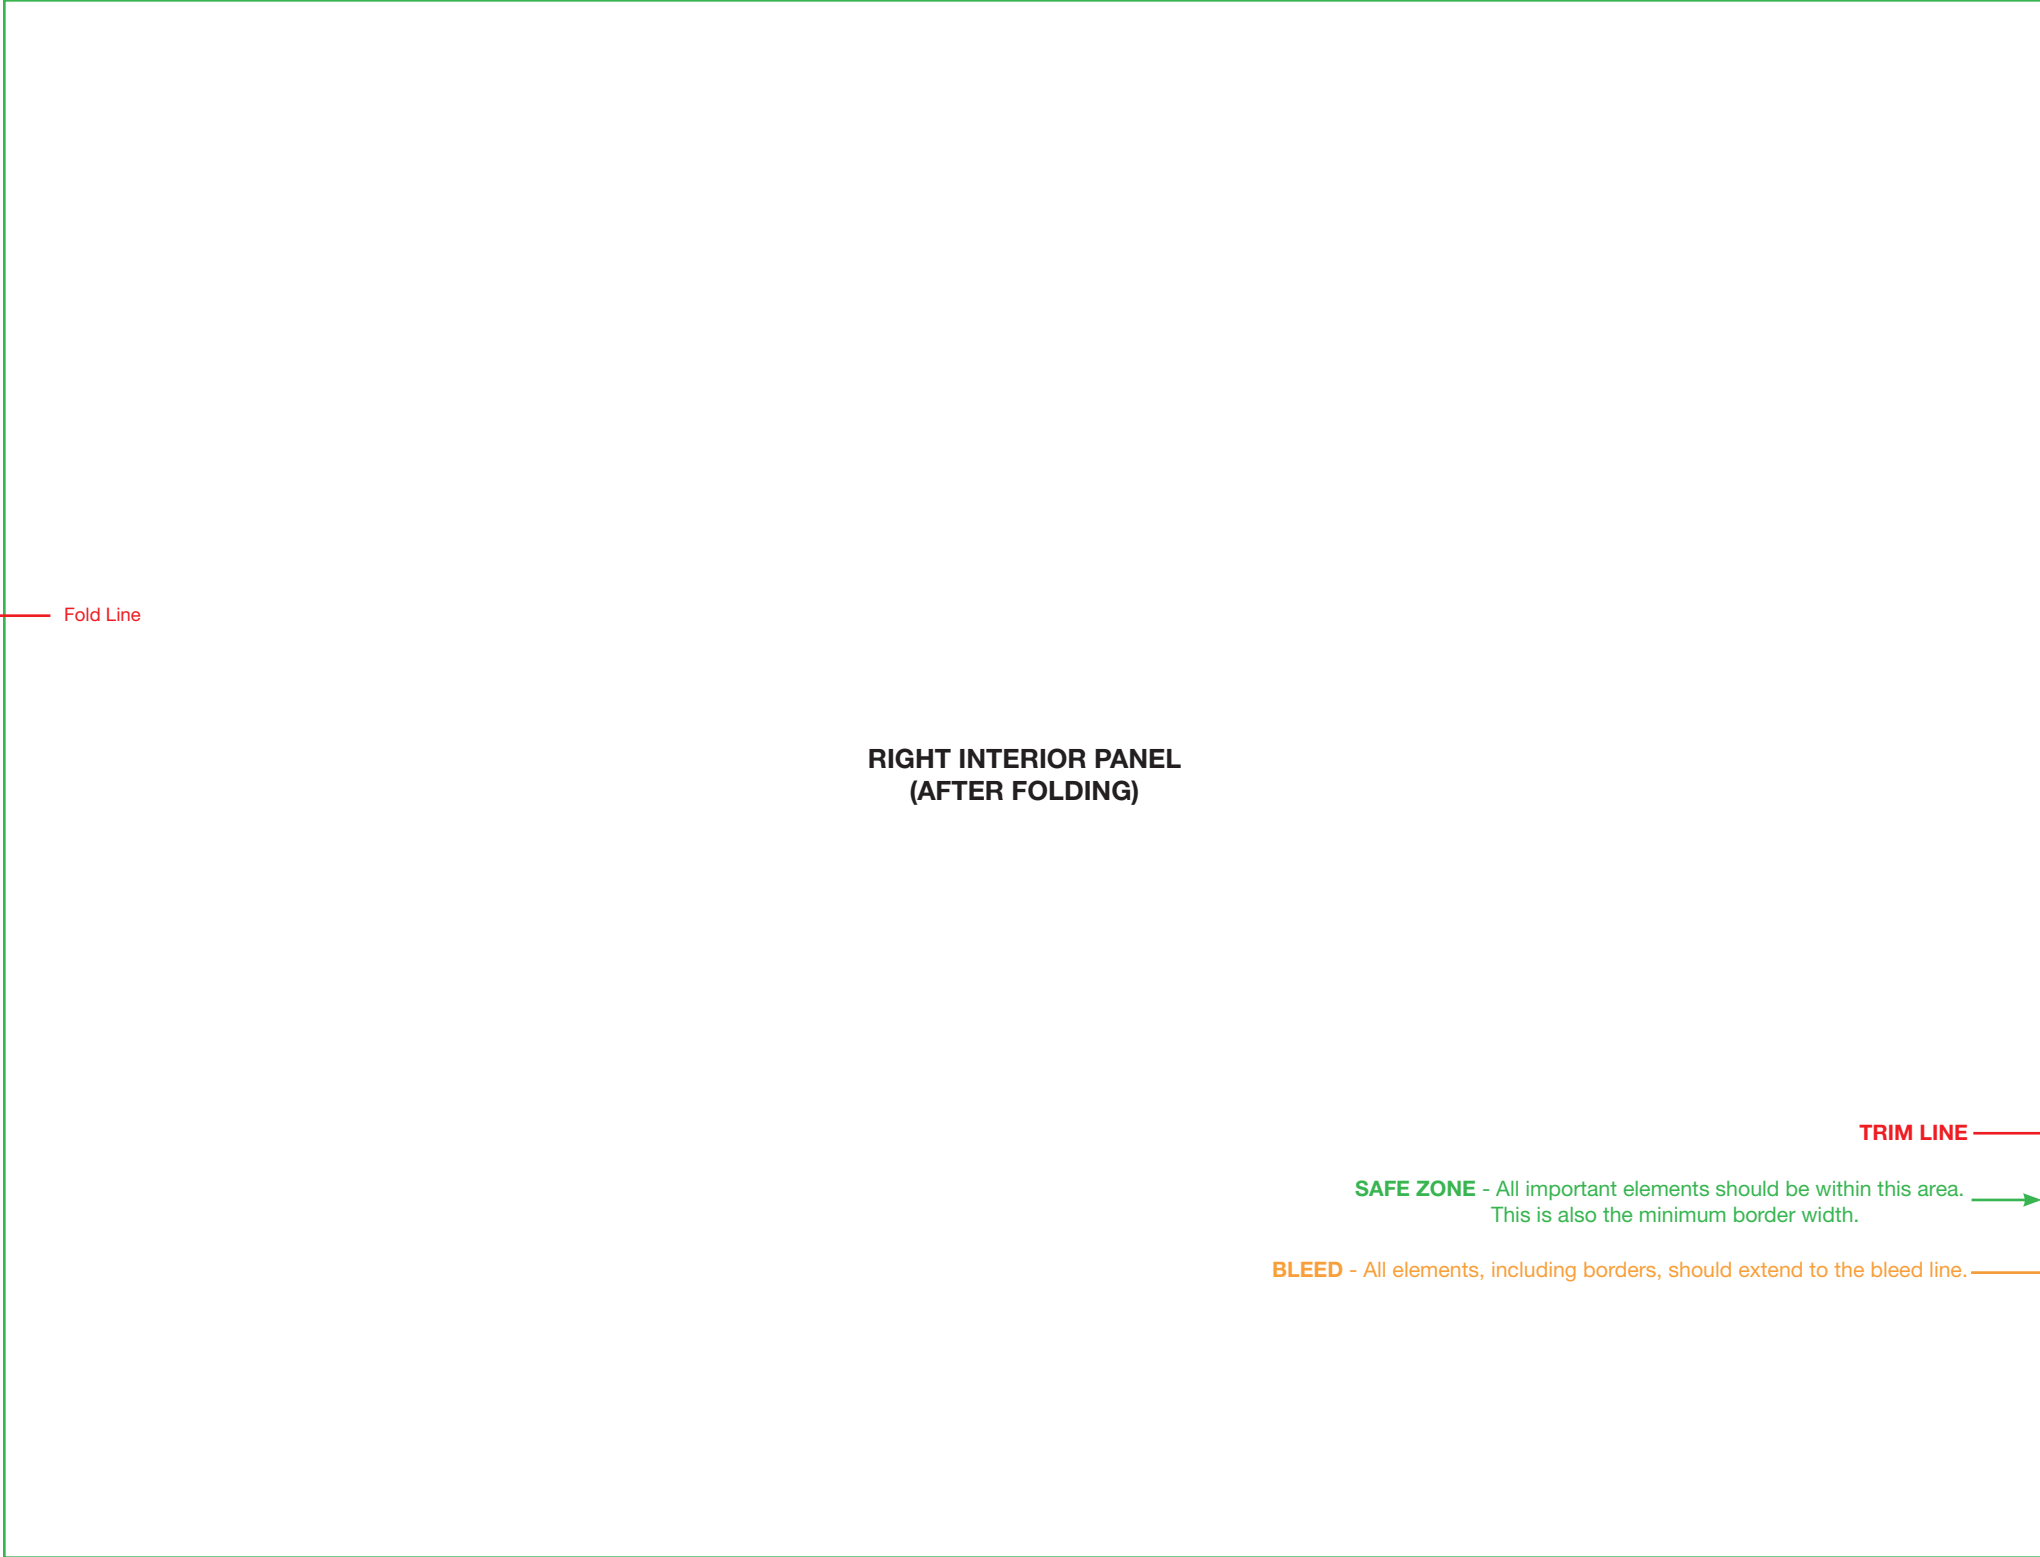 Fold Line
RIGHT INTERIOR PANEL
(AFTER FOLDING)
TRIM LINE
SAFE ZONE - All important elements should be within this area.
This is also the minimum border width.
BLEED - All elements, including borders, should extend to the bleed line.